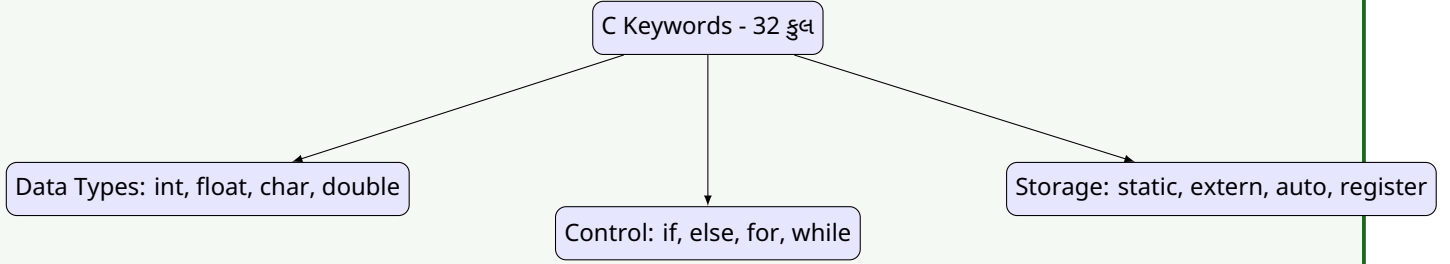 C Keywords - 32 કુલ
Data Types: int, float, char, double
Control: if, else, for, while
Storage: static, extern, auto, register